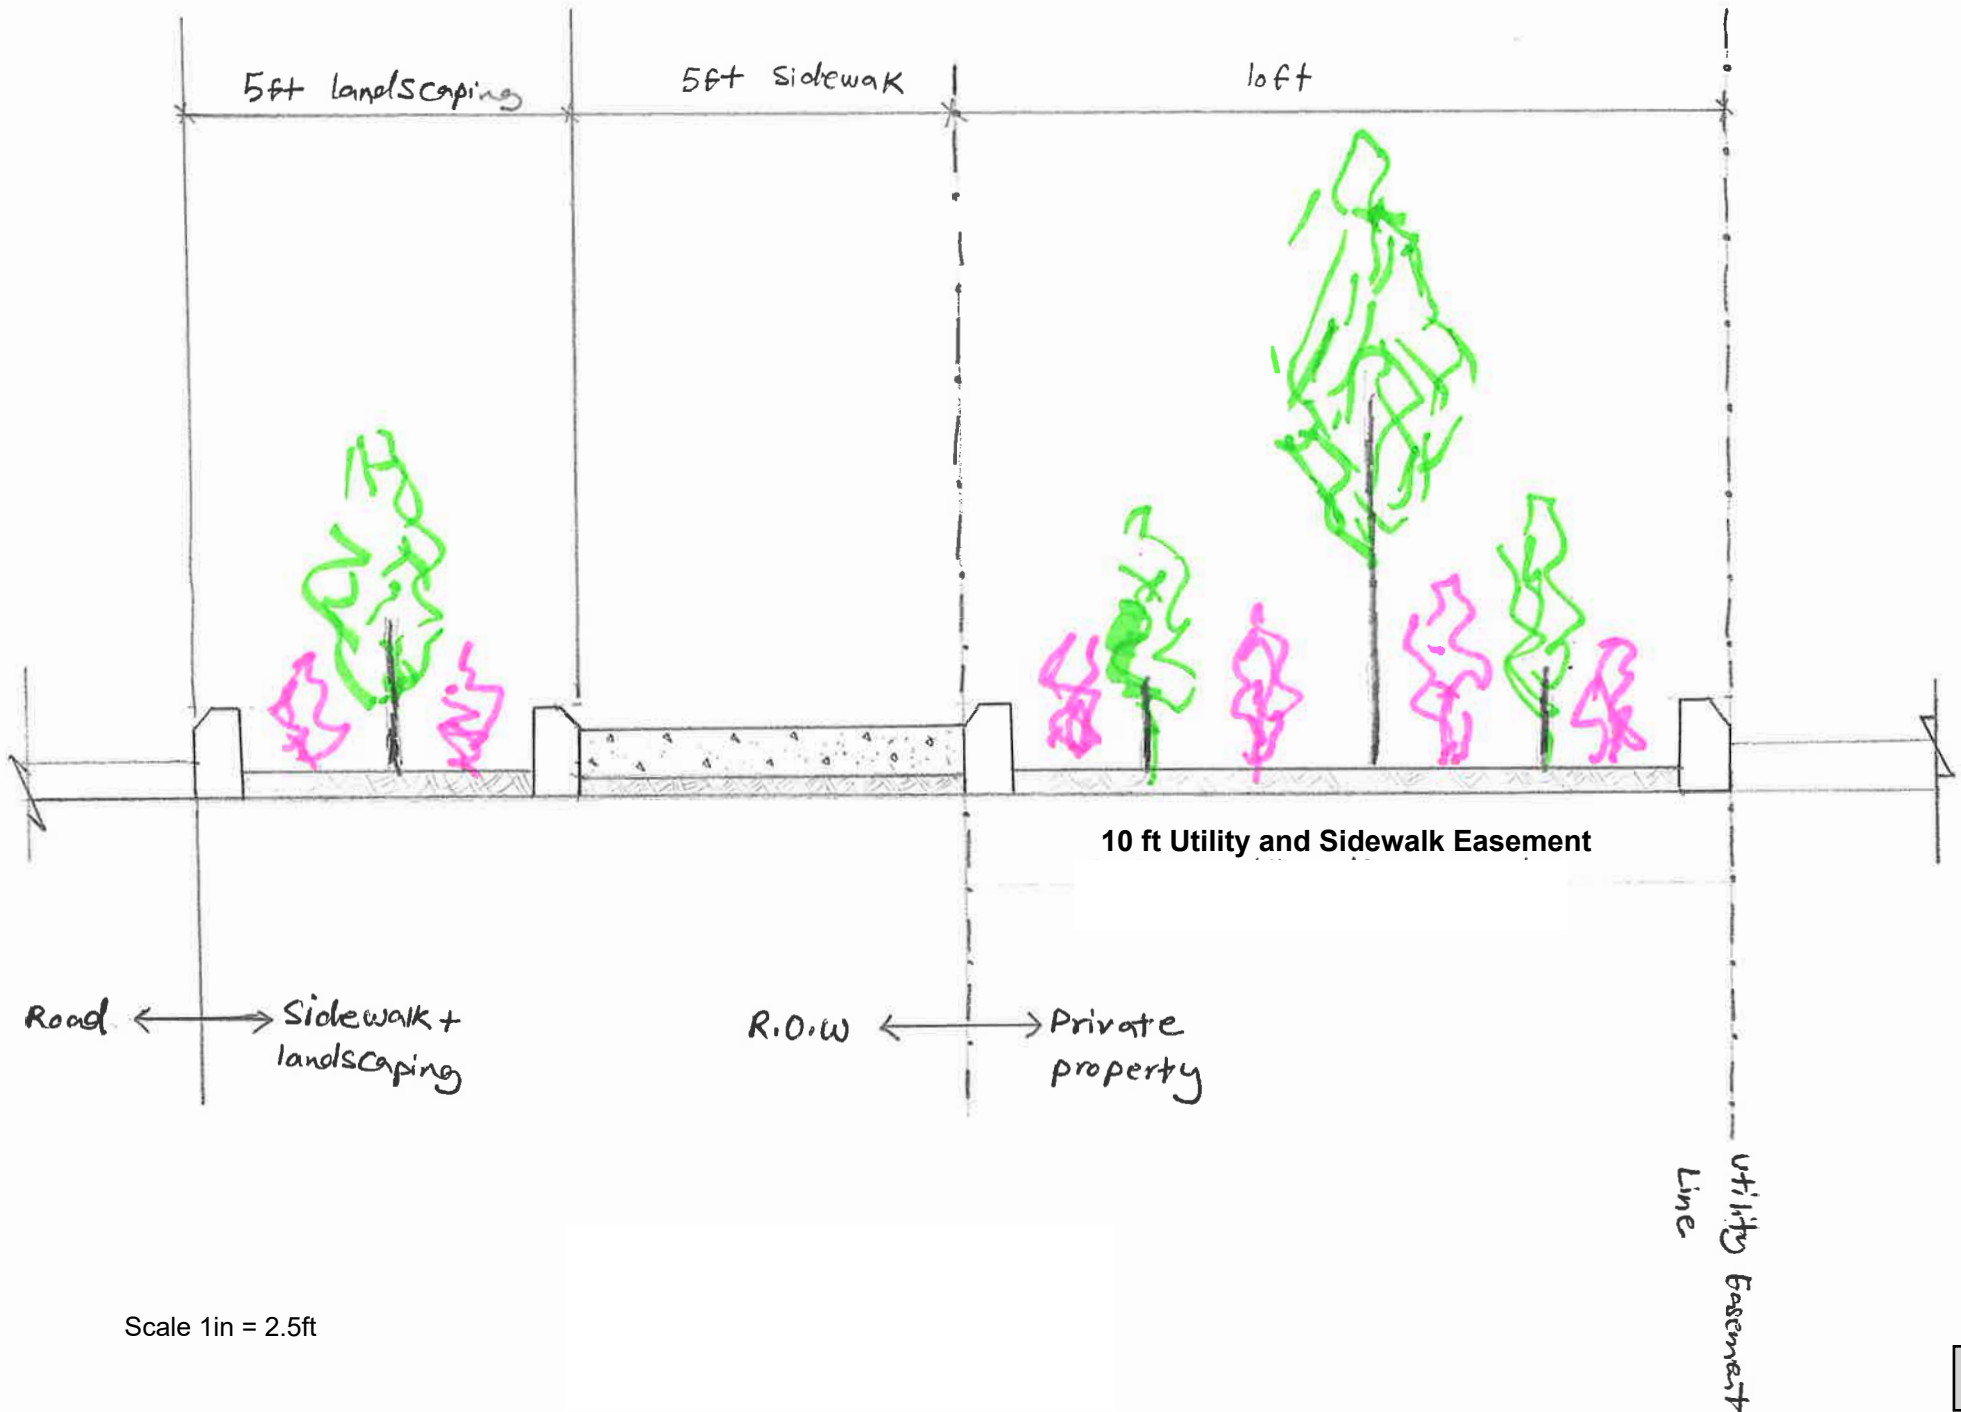 5ft landscaping
5ft sidewak
10ft
10 ft Utility and Sidewalk Easement
Road
Sidewalk +
landscaping
R.O.W
Private
property
Utility Easement
Line
Scale 1in = 2.5ft